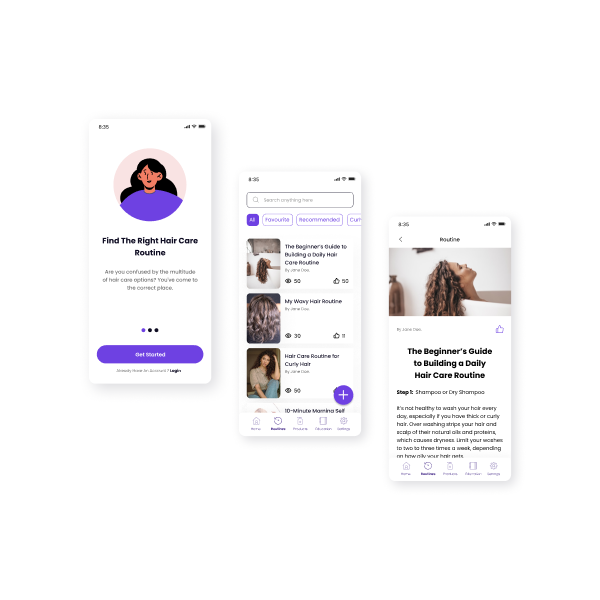 8:35
Find The Right Hair Care
Routine
Are you confused by the multitude
of hair care options? You've come to
the correct place.
Get Started
Already Have An Account? Login
8:35
Search anything here
All
Favourite
Recommended
Curl
The Beginner's Guide to
Building a Daily Hair
Care Routine
By Jane Doe.
50
50
My Wavy Hair Routine
By Jane Doe.
30
11
Hair Care Routine for
Curly Hair
By Jane Doe.
50
10-Minute Morning Self
Home
Routines
Products
Education
Settings
8:35
Routine
By Jane Doe.
The Beginner's Guide
to Building a Daily
Hair Care Routine
Step 1: Shampoo or Dry Shampoo
It's not healthy to wash your hair every
day, especially if you have thick or curly
hair. Over washing strips your hair and
scalp of their natural oils and proteins,
which causes dryness. Limit your washes
to two to three times a week, depending
on how oily your hair gets.
Home
Routines
Products
Education
Settings